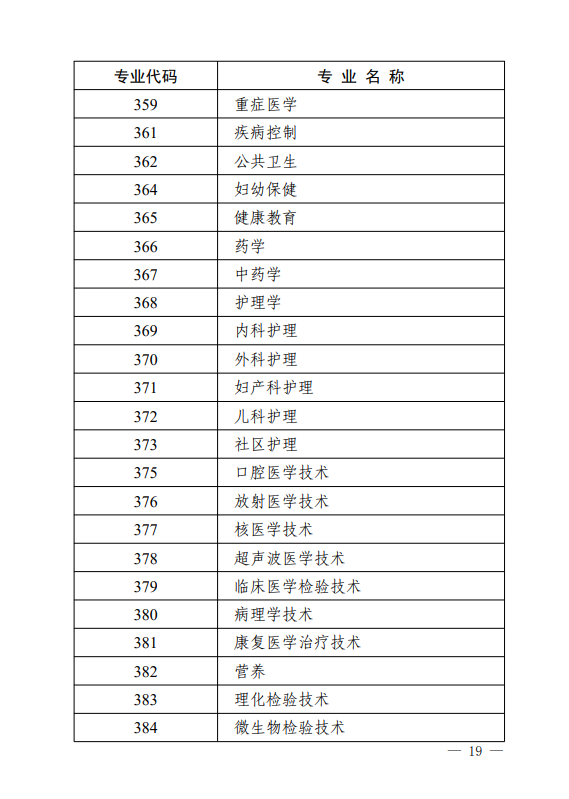 专业代码 专 业 名 称
359 重症医学
361 疾病控制
362 公共卫生
364 妇幼保健
365 健康教育
366 药学
367 中药学
368 护理学
369 内科护理
370 外科护理
371 妇产科护理
372 儿科护理
373 社区护理
375 口腔医学技术
376 放射医学技术
377 核医学技术
378 超声波医学技术
379 临床医学检验技术
380 病理学技术
381 康复医学治疗技术
382 营养
383 理化检验技术
384 微生物检验技术
— 19 —